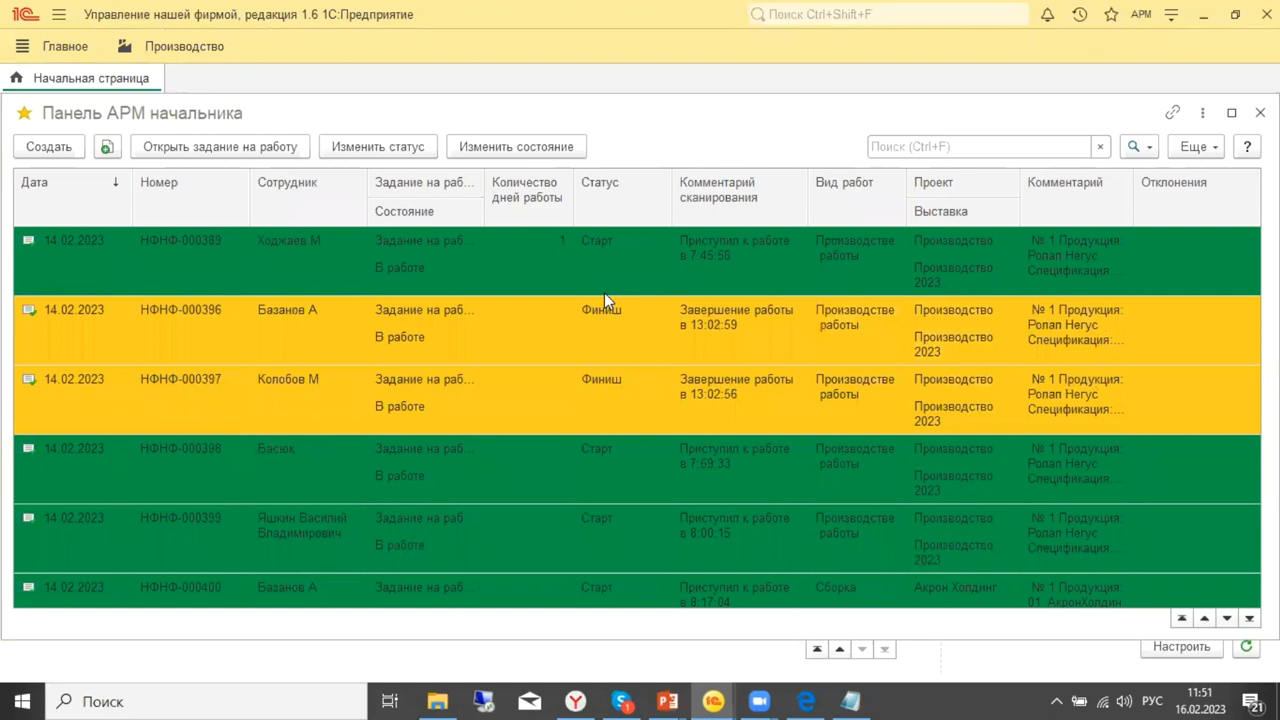 1С Управление нашей фирмой, редакция 1.6 1С:Предприятие Поиск Ctrl+Shift+F АРМ
Главное Производство
Начальная страница
Панель АРМ начальника
Создать Открыть задание на работу Изменить статус Изменить состояние Поиск (Ctrl+F) × Еще ?
Дата ↓ Номер Сотрудник Задание на раб... Количество дней работы Статус Комментарий сканирования Вид работ Проект Комментарий Отклонения
Состояние Выставка
14.02.2023 НФНФ-000389 Ходжаев М Задание на раб... 1 Старт Приступил к работе Производстве Производство № 1 Продукция:
в 7:45:56 работы Ролап Негус
В работе Производство Спецификация:...
2023
14.02.2023 НФНФ-000396 Базанов А Задание на раб... Финиш Завершение работы Производстве Производство № 1 Продукция:
в 13:02:59 работы Ролап Негус
В работе Производство Спецификация:...
2023
14.02.2023 НФНФ-000397 Колобов М Задание на раб... Финиш Завершение работы Производстве Производство № 1 Продукция:
в 13:02:56 работы Ролап Негус
В работе Производство Спецификация:...
2023
14.02.2023 НФНФ-000398 Басюк Задание на раб... Старт Приступил к работе Производстве Производство № 1 Продукция:
в 7:59:33 работы Ролап Негус
В работе Производство Спецификация:...
2023
14.02.2023 НФНФ-000399 Яшкин Василий Задание на раб Старт Приступил к работе Производстве Производство № 1 Продукция:
Владимирович в 8:00:15 работы Ролап Негус
В работе Производство Спецификация:...
2023
14.02.2023 НФНФ-000400 Базанов А Задание на раб... Старт Приступил к работе Сборка Акрон Холдинг № 1 Продукция:
в 8:17:04 01_АкронХолдин
Настроить
Поиск РУС 11:51
16.02.2023 21